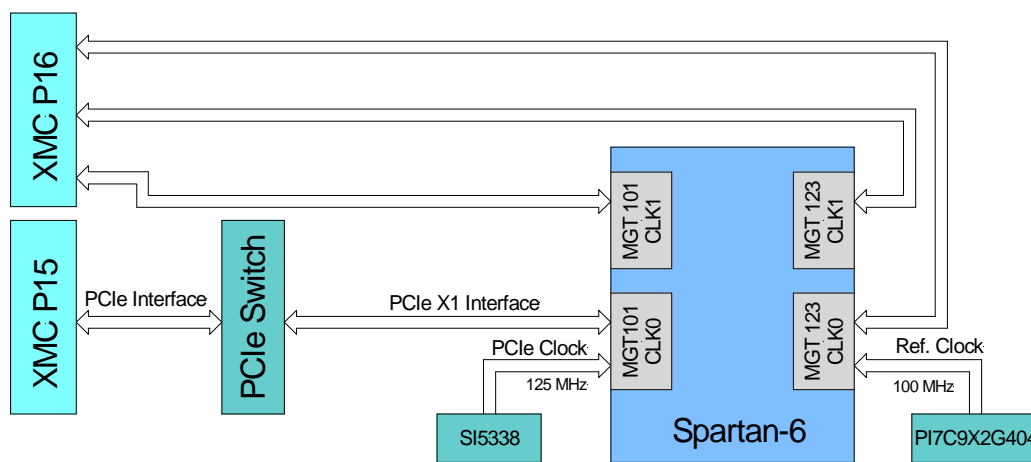 XMC P16
MGT 101
CLK1
MGT 123
CLK1
XMC P15
PCIe Interface
PCIe Switch
PCIe X1 Interface
MGT101
CLK0
MGT 123
CLK0
PCIe Clock
125 MHz
Ref. Clock
100 MHz
SI5338
Spartan-6
PI7C9X2G404